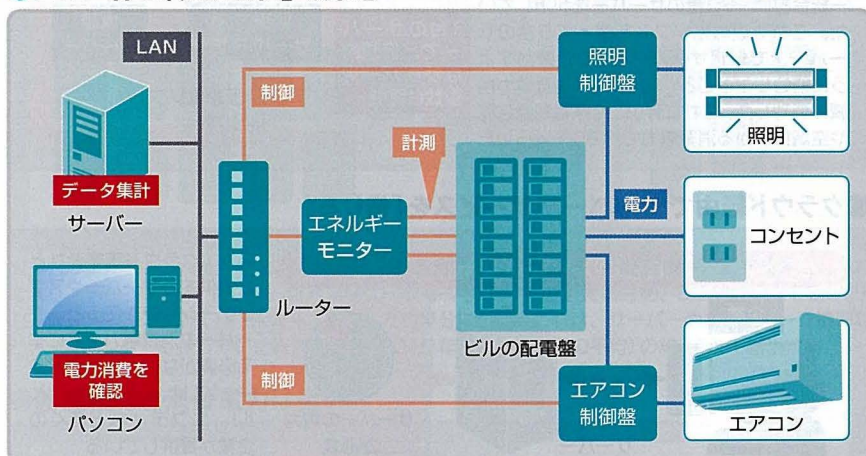 LAN
データ集計
サーバー
電力消費を
確認
パソコン
ルーター
制御
計測
エネルギー
モニター
制御
ビルの配電盤
照明
制御盤
電力
エアコン
制御盤
照明
コンセント
エアコン